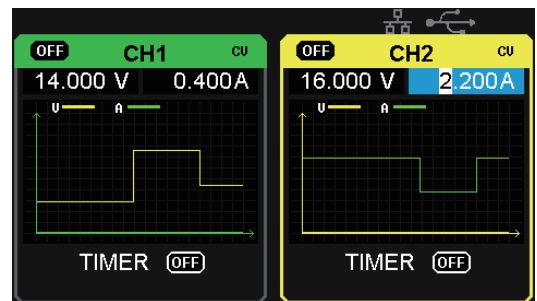 OFF CH1 CV
14.000 V 0.400A
V A
TIMER OFF
OFF CH2 CV
16.000 V 2.200A
V A
TIMER OFF